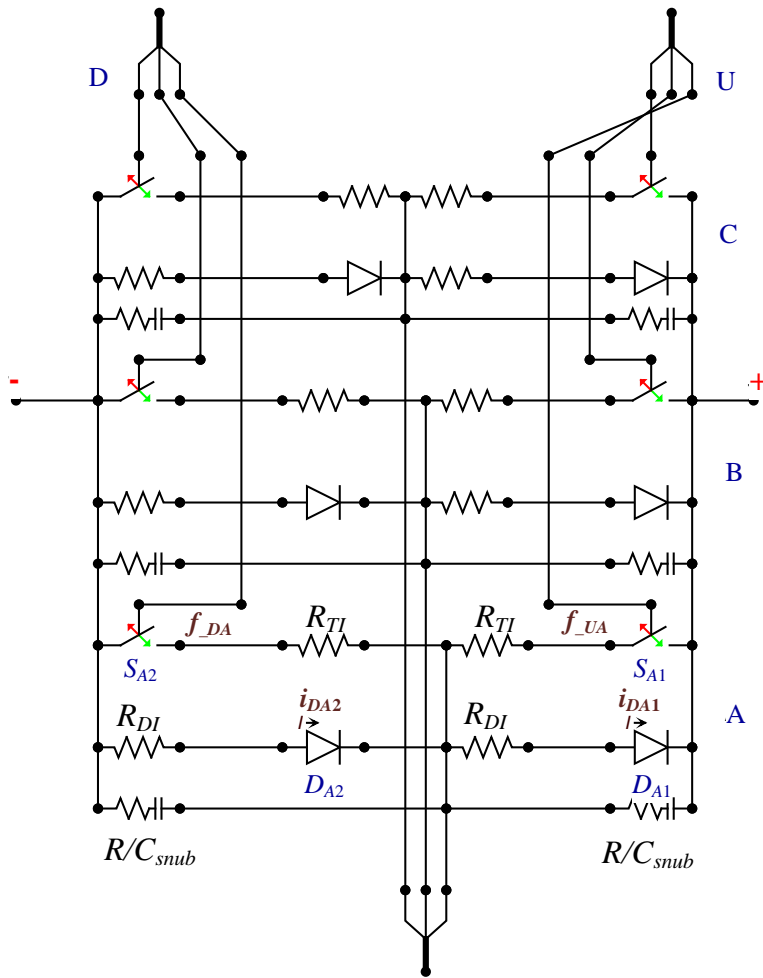 D
U
C
-
+
B
f_DA
R_TI
R_TI
f_UA
S_A2
S_A1
A
R_DI
i_DA2
R_DI
i_DA1
D_A2
D_A1
R/C_snub
R/C_snub